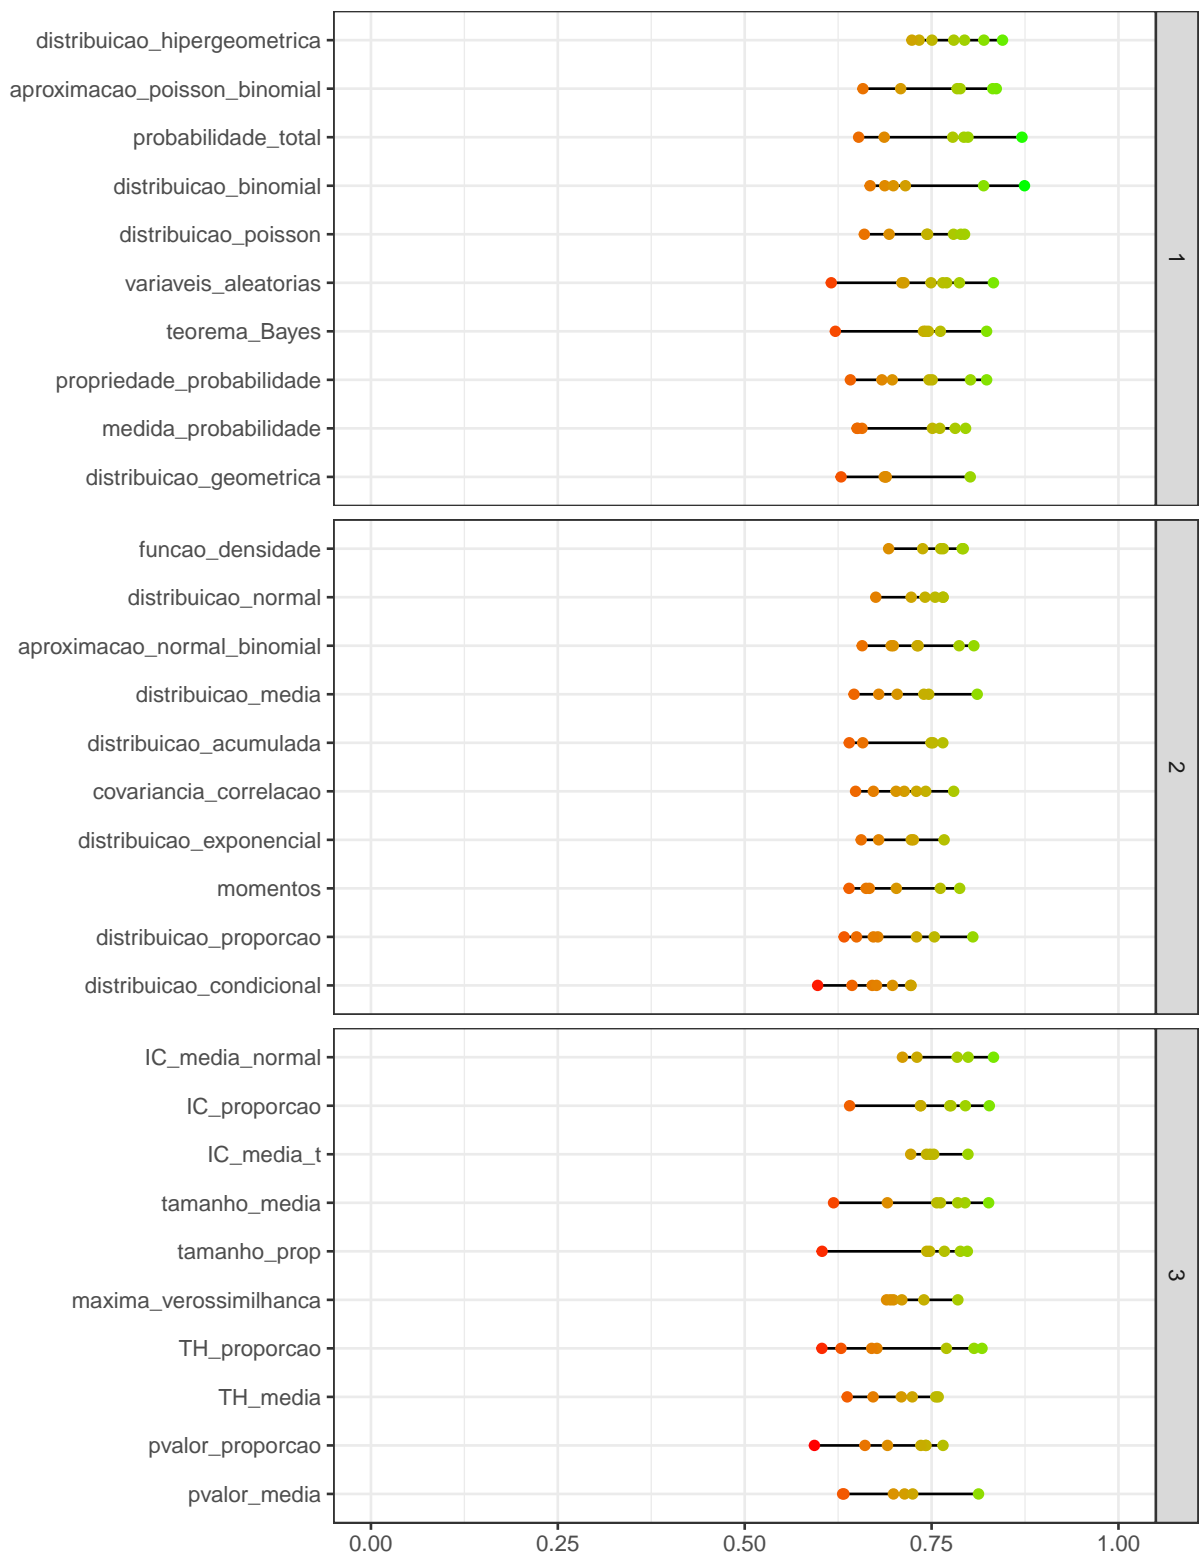 distribuicao_hipergeometrica
aproximacao_poisson_binomial
probabilidade_total
distribuicao_binomial
distribuicao_poisson
variaveis_aleatorias
teorema_Bayes
propriedade_probabilidade
medida_probabilidade
distribuicao_geometrica
1
funcao_densidade
distribuicao_normal
aproximacao_normal_binomial
distribuicao_media
distribuicao_acumulada
covariancia_correlacao
distribuicao_exponencial
momentos
distribuicao_proporcao
distribuicao_condicional
2
IC_media_normal
IC_proporcao
IC_media_t
tamanho_media
tamanho_prop
maxima_verossimilhanca
TH_proporcao
TH_media
pvalor_proporcao
pvalor_media
3
0.00 0.25 0.50 0.75 1.00